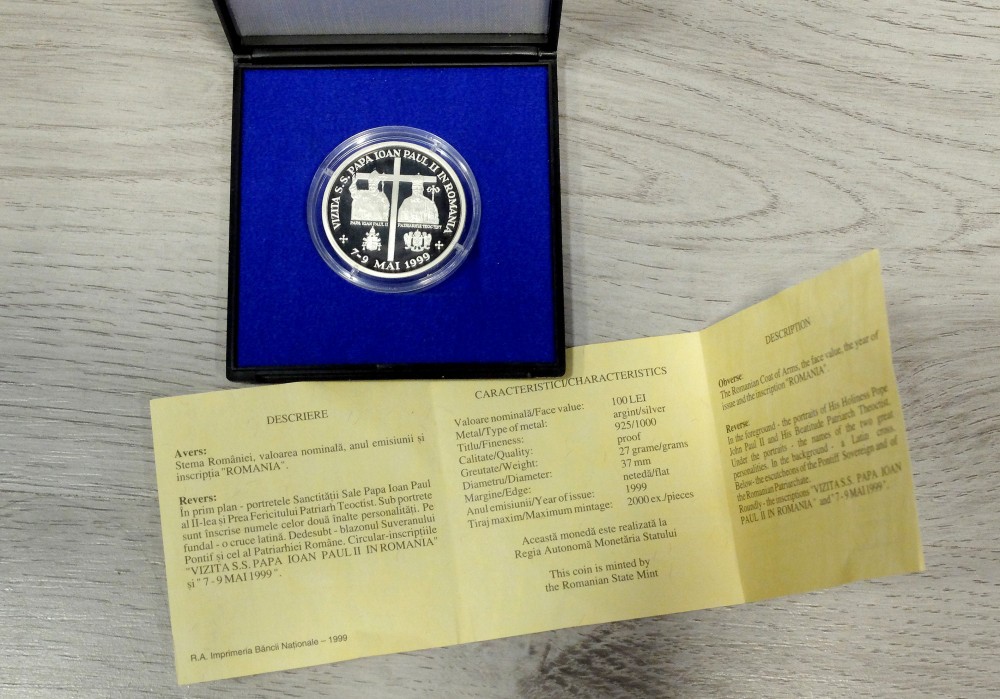 VIZITA S.S. PAPA IOAN PAUL II IN ROMANIA
PAPA IOAN PAUL II
PATRIARHUL TEOCTIST
7-9 MAI 1999
DESCRIERE
Avers:
Stema României, valoarea nominală, anul emisiunii şi
inscripţia "ROMANIA".
Revers:
În prim plan - portretele Sanctităţii Sale Papa Ioan Paul
al II-lea şi Prea Fericitului Patriarh Teoctist. Sub portrete
sunt înscrise numele celor două înalte personalităţi. Pe
fundal - o cruce latină. Dedesubt - blazonul Suveranului
Pontif şi cel al Patriarhiei Române. Circular-inscripţiile
"VIZITA S.S. PAPA IOAN PAUL II IN ROMANIA"
şi " 7 - 9 MAI 1999 ".
R.A. Imprimeria Băncii Naţionale – 1999
CARACTERISTICI/CHARACTERISTICS
Valoare nominală/Face value: 100 LEI
Metal/Type of metal: argint/silver
Titlu/Fineness: 925/1000
Calitate/Quality: proof
Greutate/Weight: 27 grame/grams
Diametru/Diameter: 37 mm
Margine/Edge: netedă/flat
Anul emisiunii/Year of issue: 1999
Tiraj maxim/Maximum mintage: 2000 ex./pieces
Această monedă este realizată la
Regia Autonomă Monetăria Statului
This coin is minted by
the Romanian State Mint
DESCRIPTION
Obverse:
The Romanian Coat of Arms, the face value, the year of
issue and the inscription "ROMANIA"
Reverse:
In the foreground - the portraits of His Holiness Pope
John Paul II and His Beatitude Patriarch Theoctist.
Under the portraits - the names of the two great
personalities. In the background - a Latin cross.
Below- the escutcheons of the Pontiff Sovereign and of
the Romanian Patriarchate.
Roundly - the inscriptions "VIZITA S.S. PAPA IOAN
PAUL II IN ROMANIA" and "7 - 9 MAI 1999".